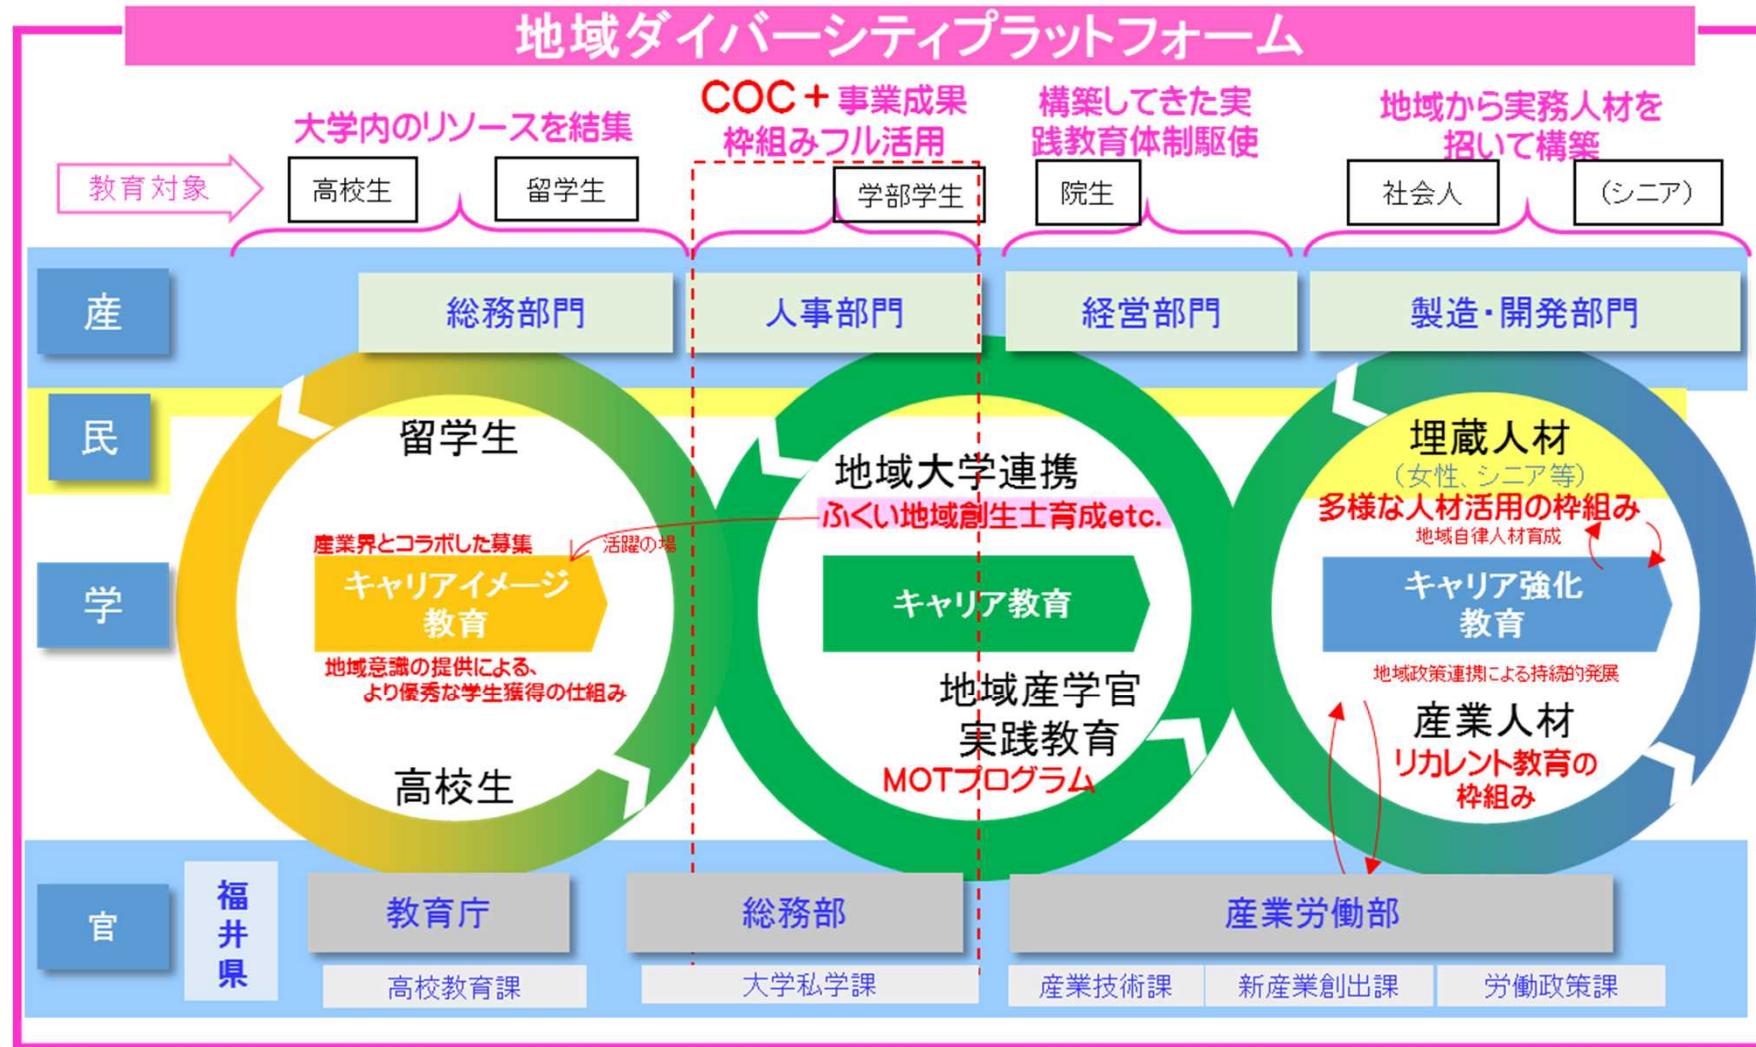 地域ダイバーシティプラットフォーム
大学内のリソースを結集
COC+事業成果
枠組みフル活用
構築してきた実
践教育体制駆使
地域から実務人材を
招いて構築
教育対象
高校生
留学生
学部学生
院生
社会人
(シニア)
産
総務部門
人事部門
経営部門
製造・開発部門
民
学
留学生
産業界とコラボした募集
活躍の場
キャリアイメージ
教育
地域意識の提供による、
より優秀な学生獲得の仕組み
高校生
地域大学連携
ふくい地域創生士育成etc.
キャリア教育
地域産学官
実践教育
MOTプログラム
埋蔵人材
(女性、シニア等)
多様な人材活用の枠組み
地域自律人材育成
キャリア強化
教育
地域政策連携による持続的発展
産業人材
リカレント教育の
枠組み
官
福
井
県
教育庁
総務部
産業労働部
高校教育課
大学私学課
産業技術課
新産業創出課
労働政策課